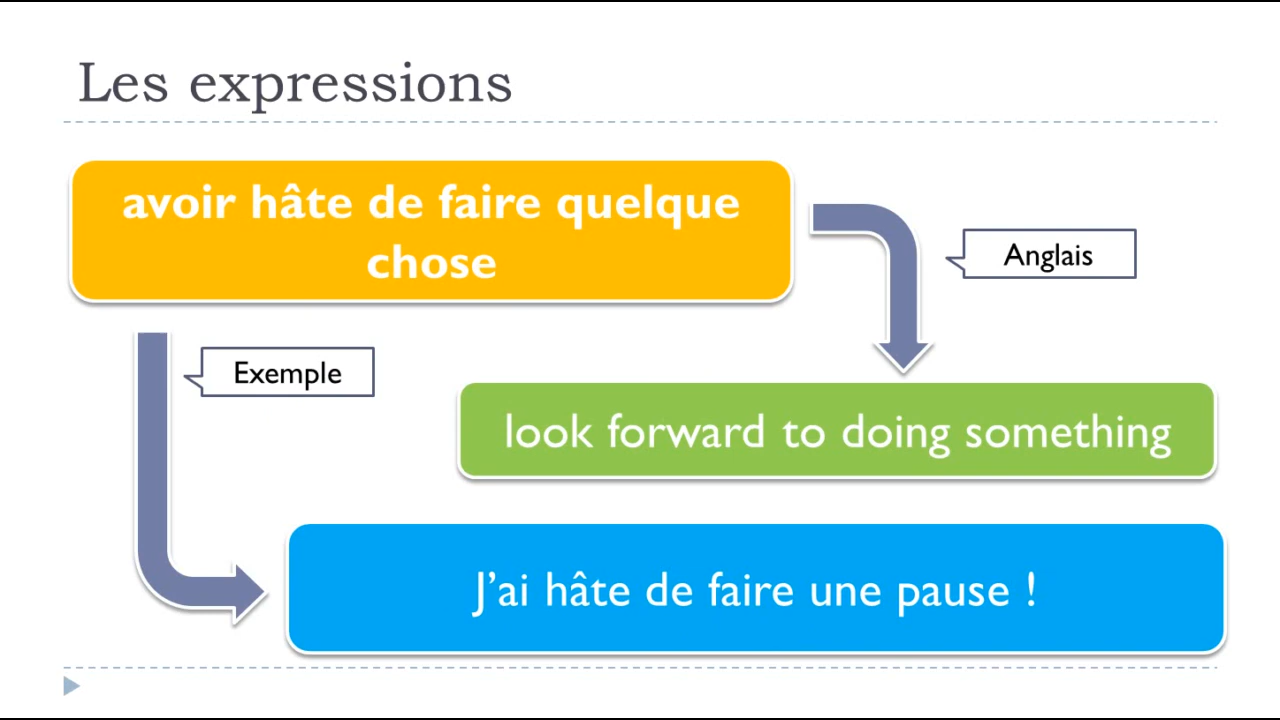 Les expressions
avoir hâte de faire quelque
chose
Anglais
Exemple
look forward to doing something
J’ai hâte de faire une pause !